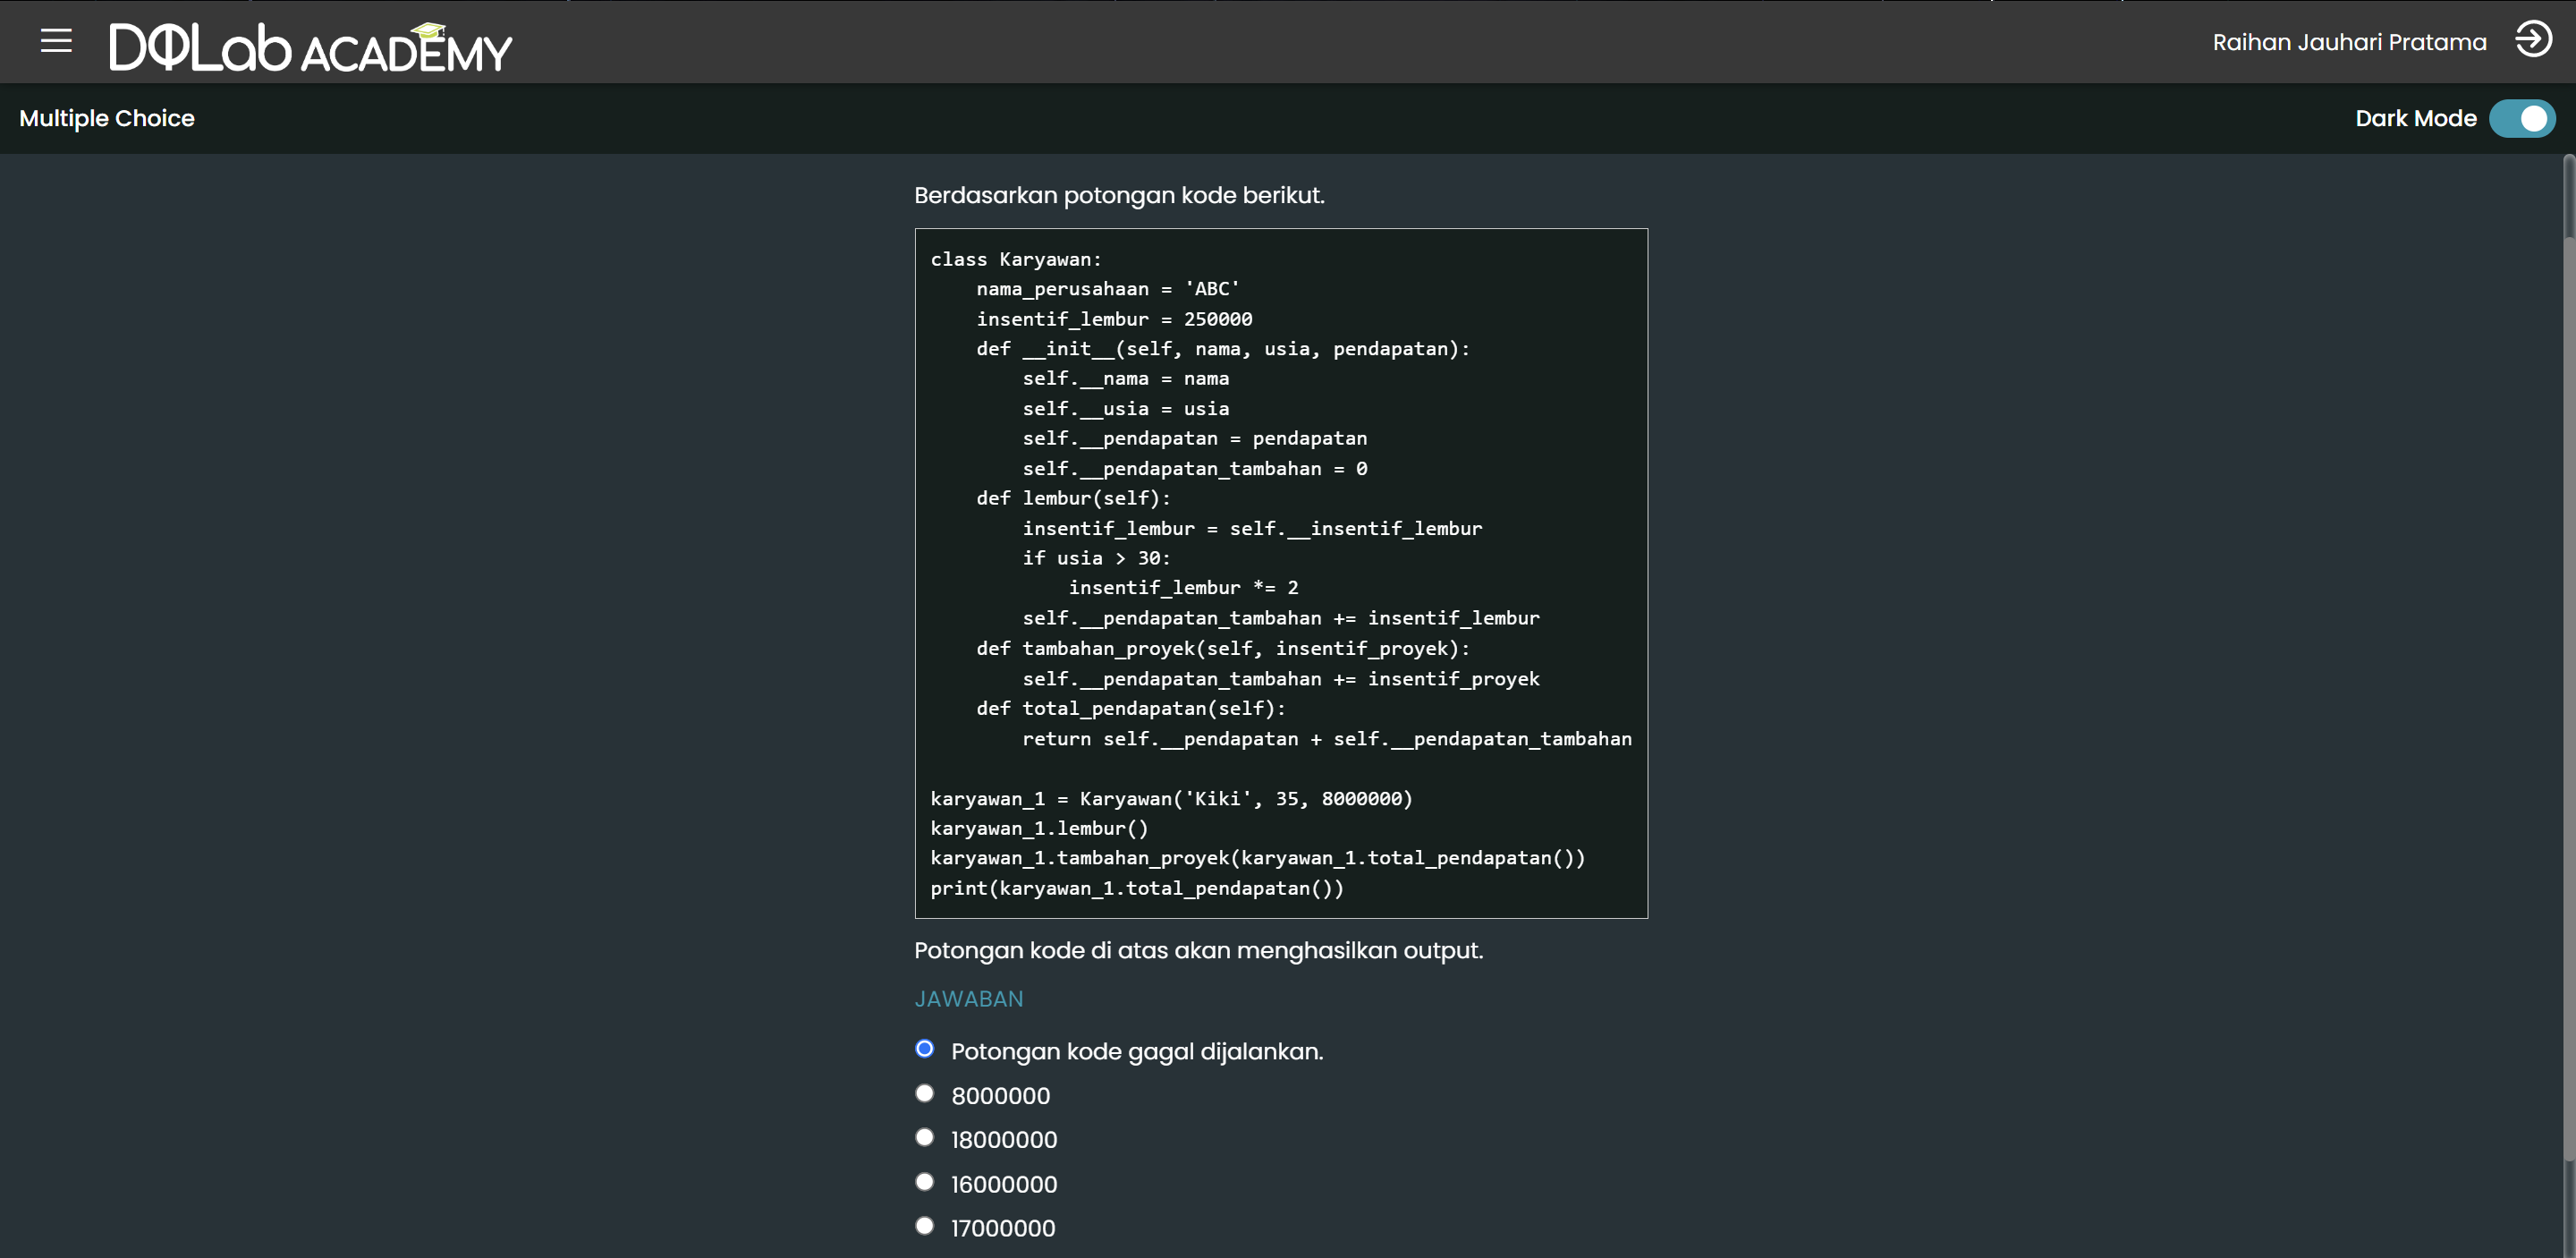 DQLab ACADEMY
Raihan Jauhari Pratama
Multiple Choice
Dark Mode
Berdasarkan potongan kode berikut.
class Karyawan:
    nama_perusahaan = 'ABC'
    insentif_lembur = 250000
    def __init__(self, nama, usia, pendapatan):
        self.__nama = nama
        self.__usia = usia
        self.__pendapatan = pendapatan
        self.__pendapatan_tambahan = 0
    def lembur(self):
        insentif_lembur = self.__insentif_lembur
        if usia > 30:
            insentif_lembur *= 2
        self.__pendapatan_tambahan += insentif_lembur
    def tambahan_proyek(self, insentif_proyek):
        self.__pendapatan_tambahan += insentif_proyek
    def total_pendapatan(self):
        return self.__pendapatan + self.__pendapatan_tambahan
karyawan_1 = Karyawan('Kiki', 35, 8000000)
karyawan_1.lembur()
karyawan_1.tambahan_proyek(karyawan_1.total_pendapatan())
print(karyawan_1.total_pendapatan())
Potongan kode di atas akan menghasilkan output.
JAWABAN
Potongan kode gagal dijalankan.
8000000
18000000
16000000
17000000